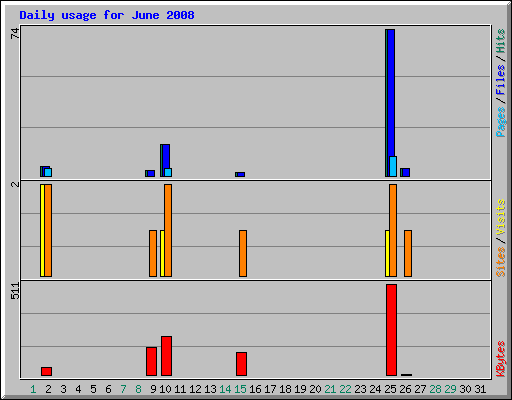 Daily usage for June 2008
74
Pages / Files / Hits
2
Sites / Visits
511
KBytes
1 2 3 4 5 6 7 8 9 10 11 12 13 14 15 16 17 18 19 20 21 22 23 24 25 26 27 28 29 30 31